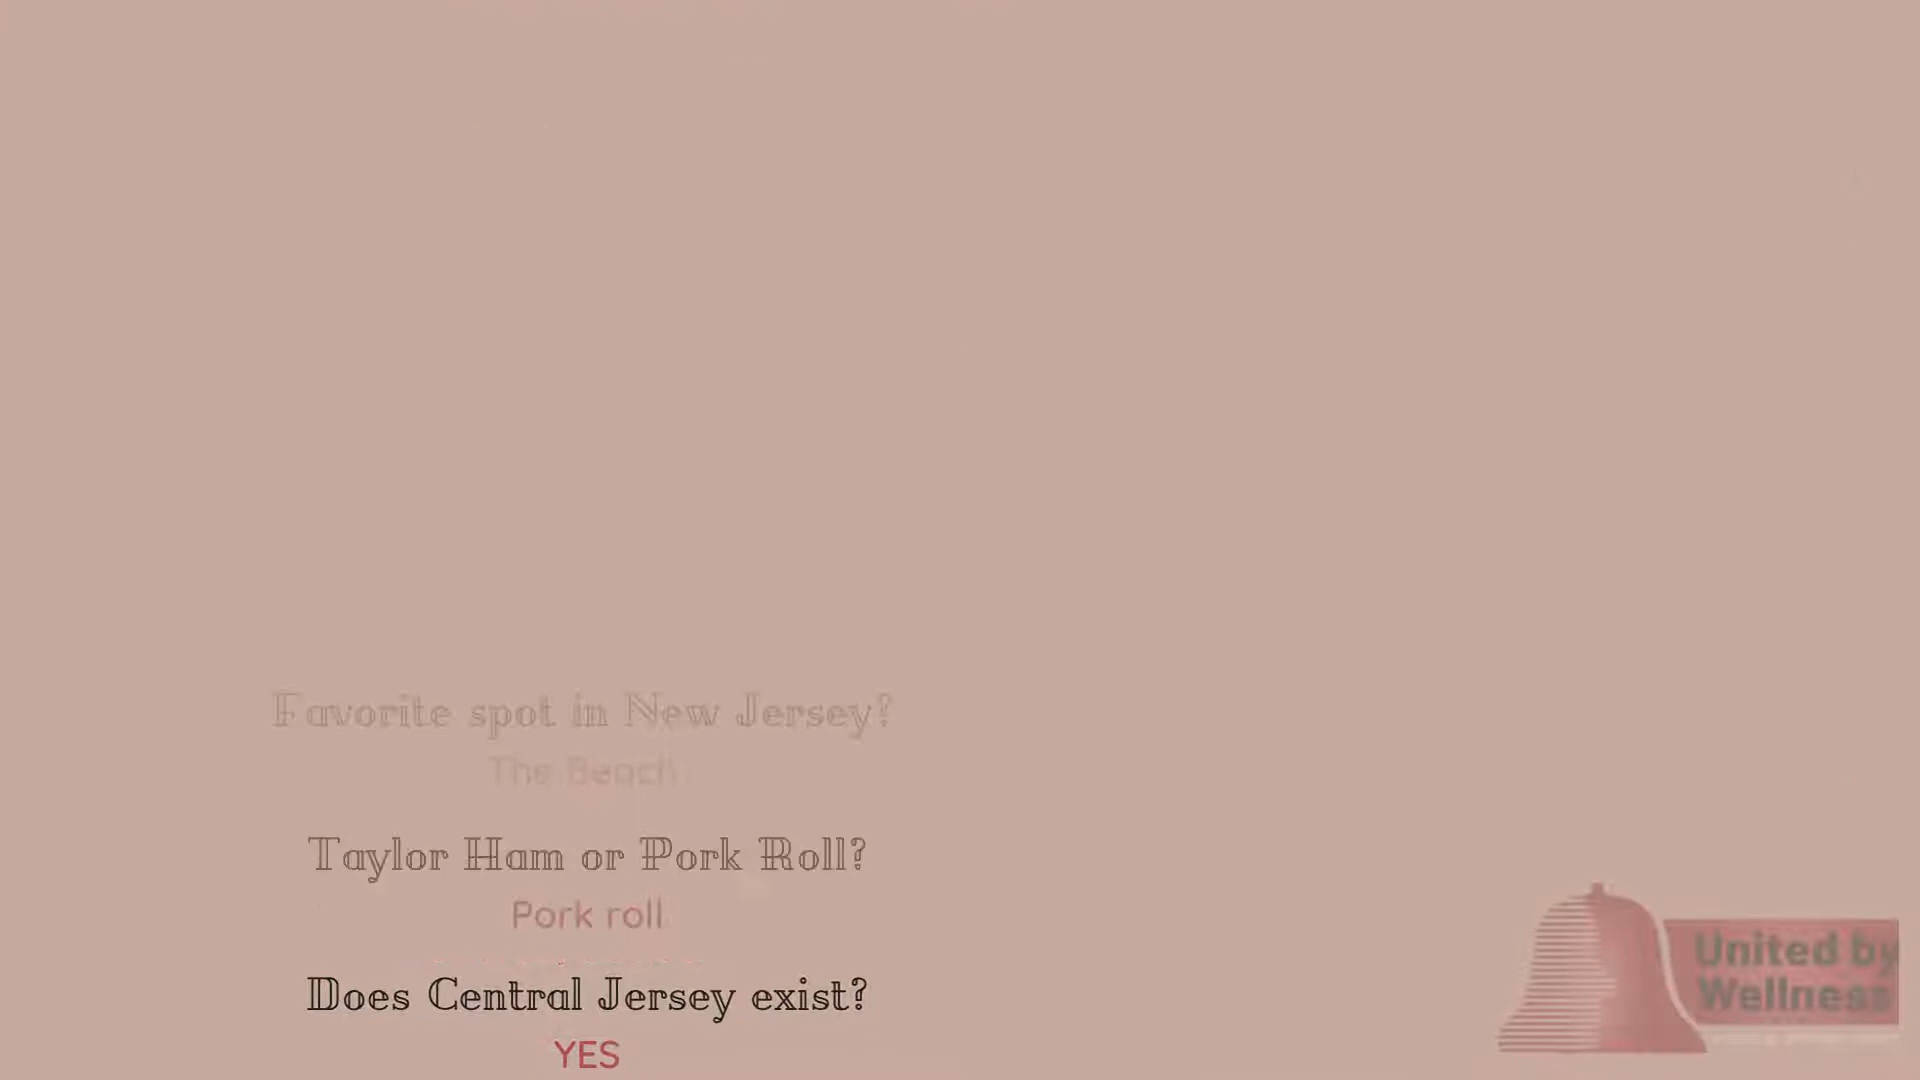 Favorite spot in New Jersey?
The Beach
Taylor Ham or Pork Roll?
Pork roll
Does Central Jersey exist?
YES
United by
Wellness